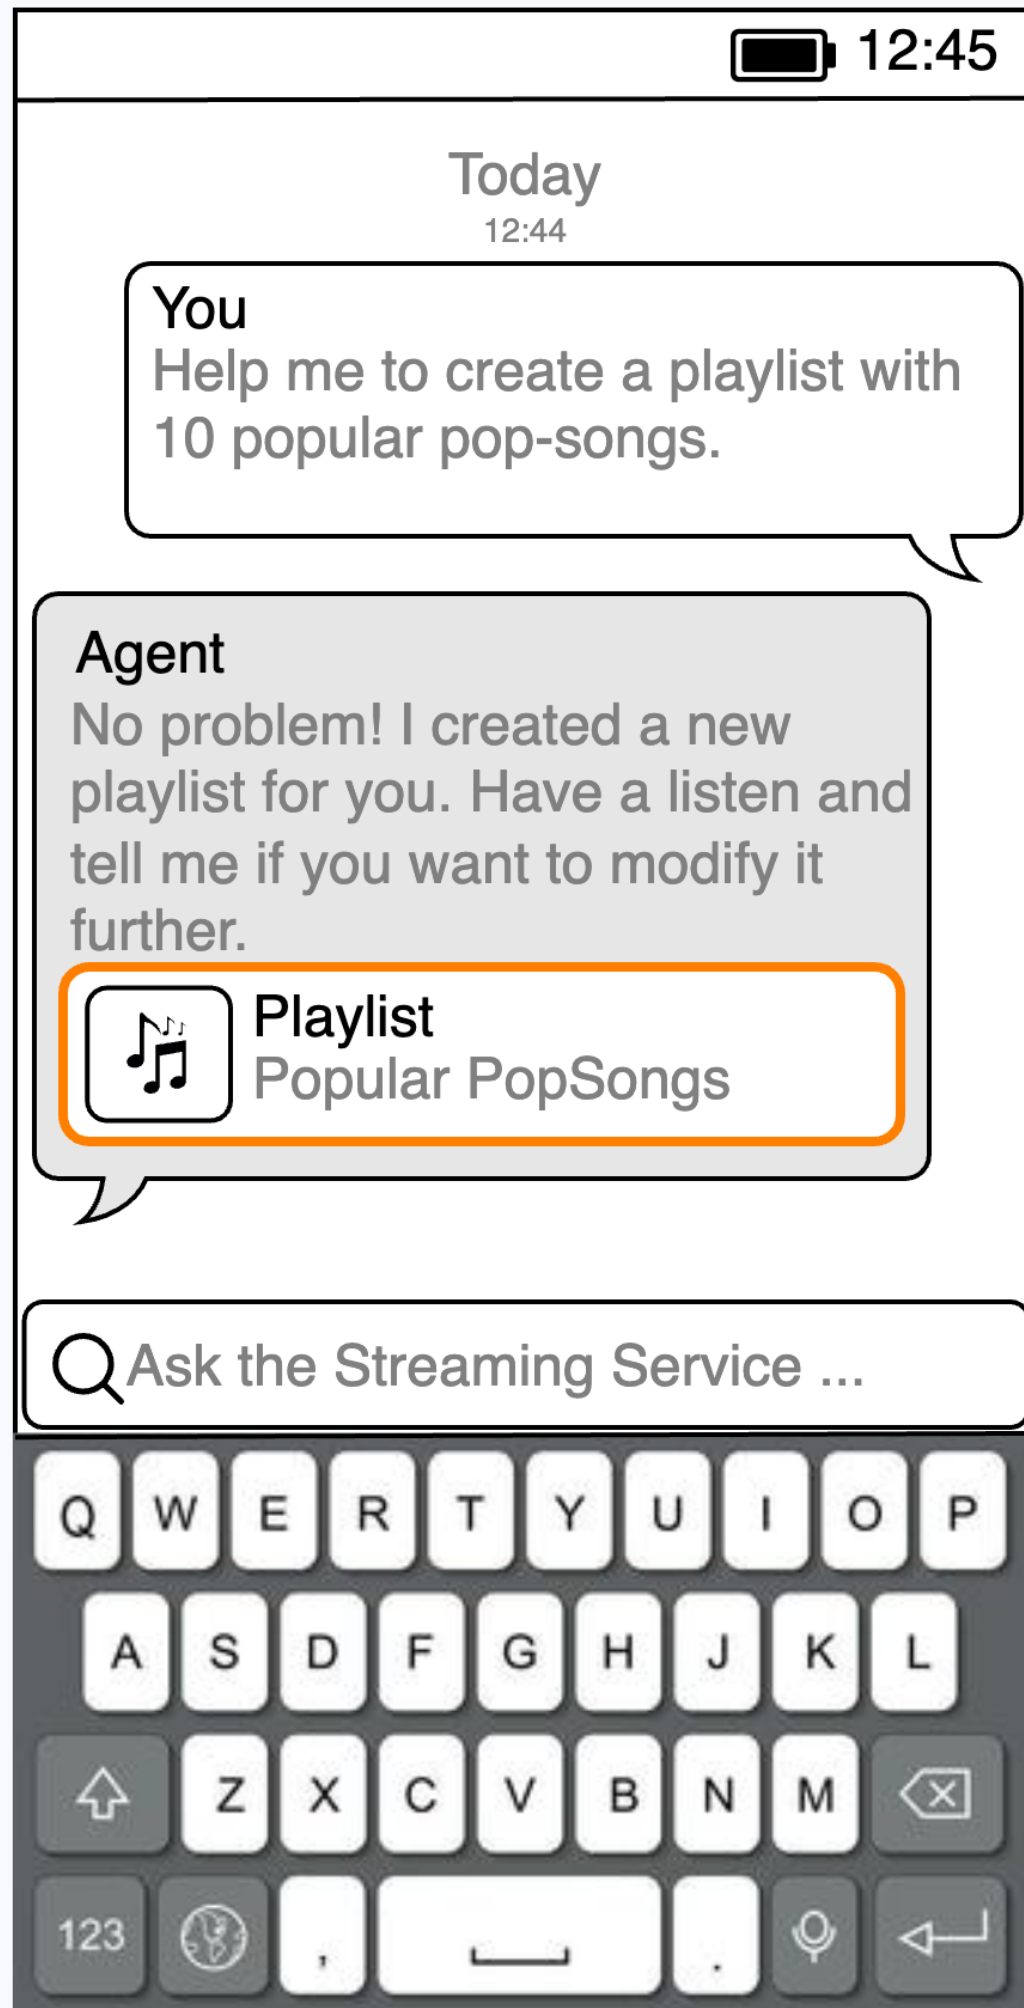 12:45
Today
12:44
You
Help me to create a playlist with
10 popular pop-songs.
Agent
No problem! I created a new
playlist for you. Have a listen and
tell me if you want to modify it
further.
Playlist
Popular PopSongs
Ask the Streaming Service ...
Q W E R T Y U I O P
A S D F G H J K L
Z X C V B N M
123 , .